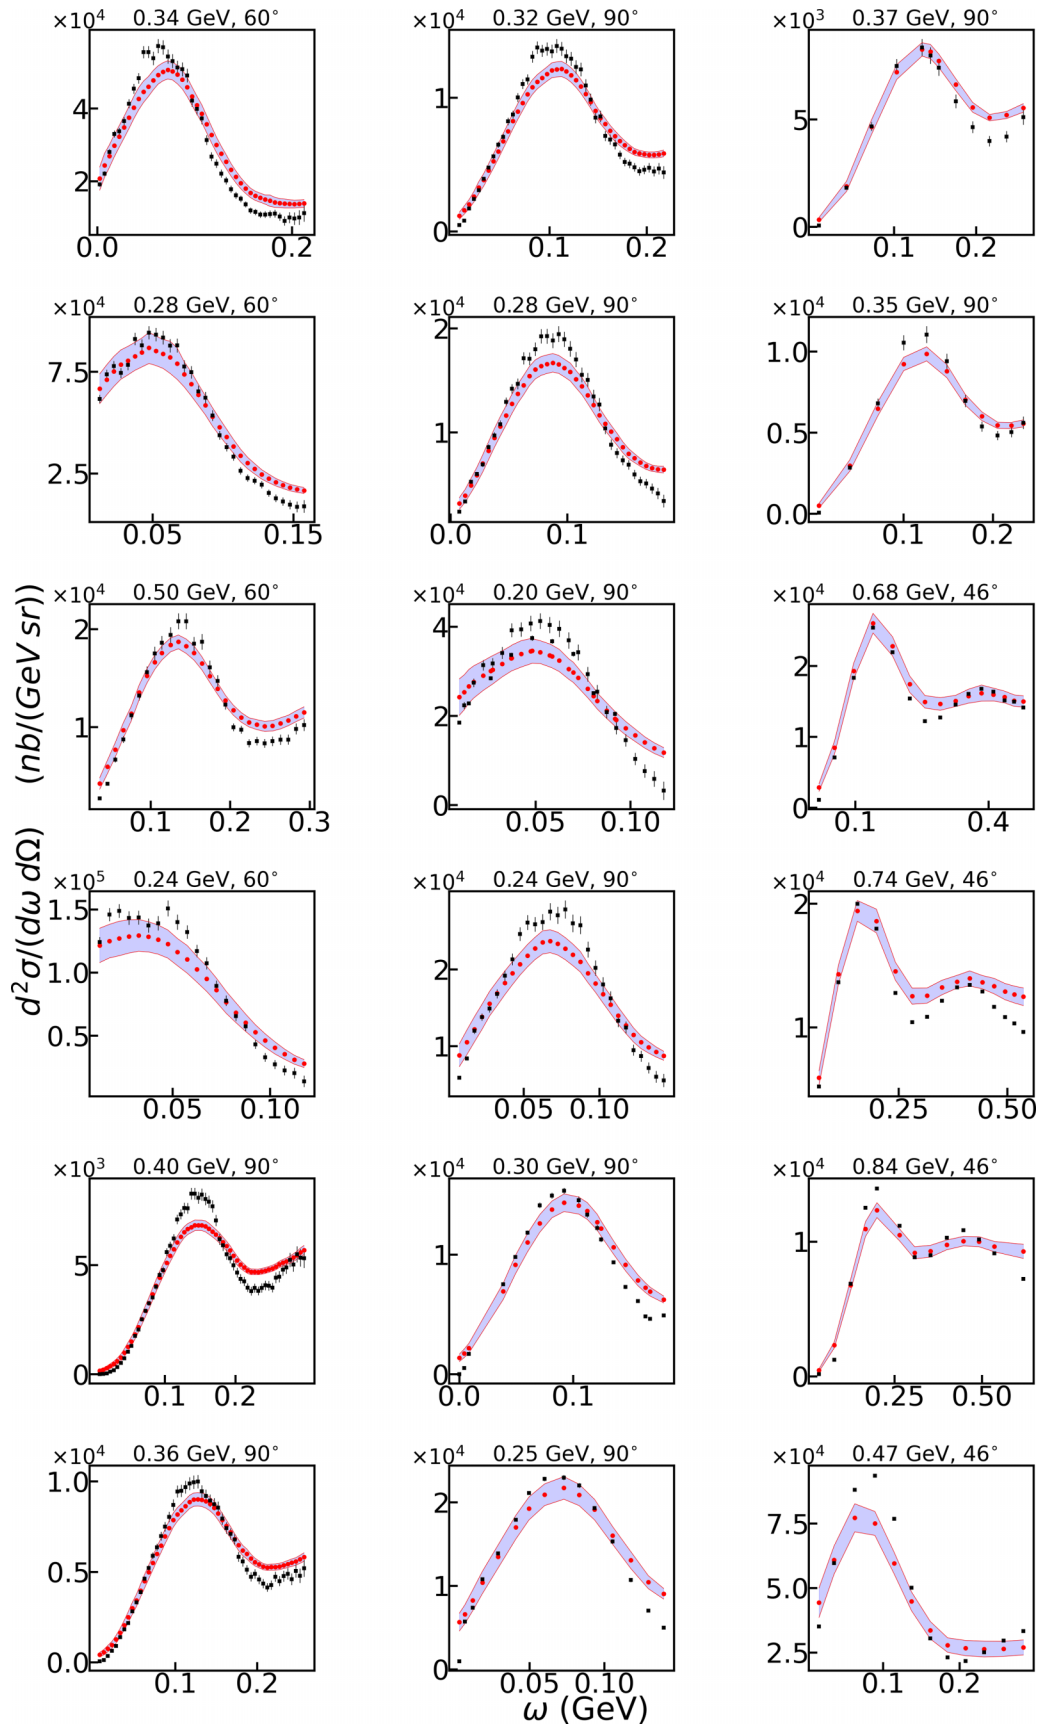 ×10⁴ 0.34 GeV, 60° ×10⁴ 0.32 GeV, 90° ×10³ 0.37 GeV, 90°
4 2 1 0 5 0
0.0 0.2 0.1 0.2 0.1 0.2
×10⁴ 0.28 GeV, 60° ×10⁴ 0.28 GeV, 90° ×10⁴ 0.35 GeV, 90°
7.5 2.5 2 1 0 1.0 0.5 0.0
0.05 0.15 0.0 0.1 0.1 0.2
×10⁴ 0.50 GeV, 60° ×10⁴ 0.20 GeV, 90° ×10⁴ 0.68 GeV, 46°
2 1 4 2 0 2 1 0
0.1 0.2 0.3 0.05 0.10 0.1 0.4
d²σ/(dω dΩ) (nb/(GeV sr))
×10⁵ 0.24 GeV, 60° ×10⁴ 0.24 GeV, 90° ×10⁴ 0.74 GeV, 46°
1.5 1.0 0.5 2 1 0 2 1
0.05 0.10 0.05 0.10 0.25 0.50
×10³ 0.40 GeV, 90° ×10⁴ 0.30 GeV, 90° ×10⁴ 0.84 GeV, 46°
5 0 1 0 1 0
0.1 0.2 0.0 0.1 0.25 0.50
×10⁴ 0.36 GeV, 90° ×10⁴ 0.25 GeV, 90° ×10⁴ 0.47 GeV, 46°
1.0 0.5 0.0 2 1 0 7.5 5.0 2.5
0.1 0.2 0.05 0.10 0.2
ω (GeV)